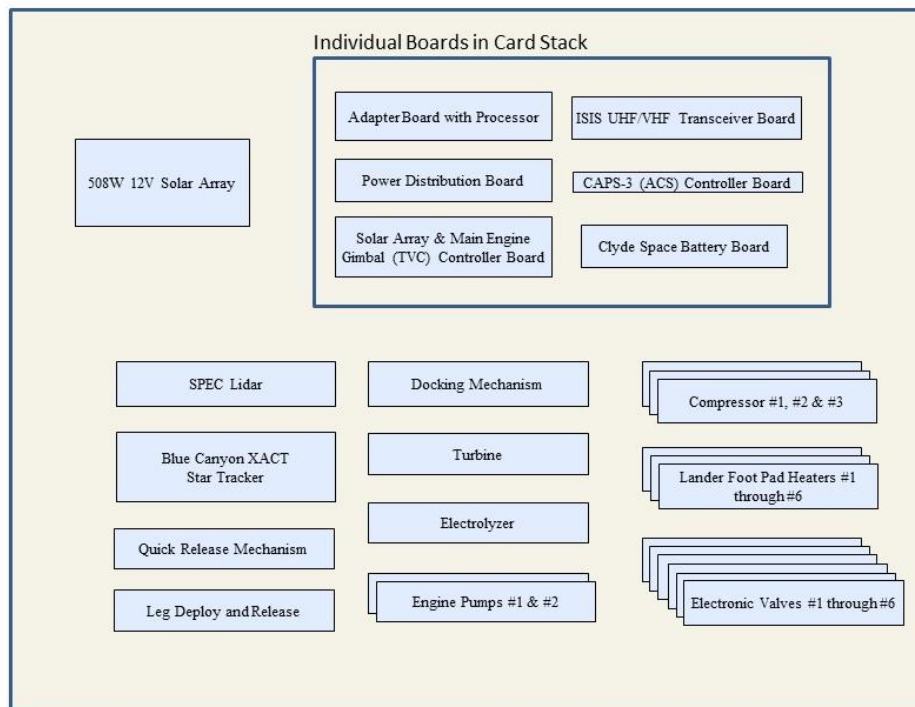 Individual Boards in Card Stack
Adapter Board with Processor
ISIS UHF/VHF Transceiver Board
508W 12V Solar Array
Power Distribution Board
CAPS-3 (ACS) Controller Board
Solar Array & Main Engine
Gimbal (TVC) Controller Board
Clyde Space Battery Board
SPEC Lidar
Docking Mechanism
Compressor #1, #2 & #3
Blue Canyon XACT
Star Tracker
Turbine
Lander Foot Pad Heaters #1
through #6
Electrolyzer
Quick Release Mechanism
Leg Deploy and Release
Engine Pumps #1 & #2
Electronic Valves #1 through #6